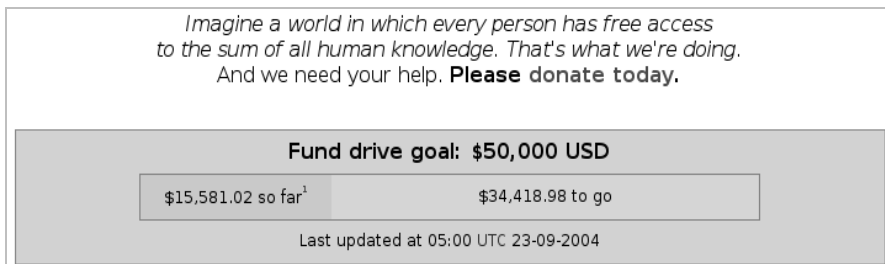 Imagine a world in which every person has free access
to the sum of all human knowledge. That's what we're doing.
And we need your help. Please donate today.
Fund drive goal: $50,000 USD
$15,581.02 so far¹ $34,418.98 to go
Last updated at 05:00 UTC 23-09-2004